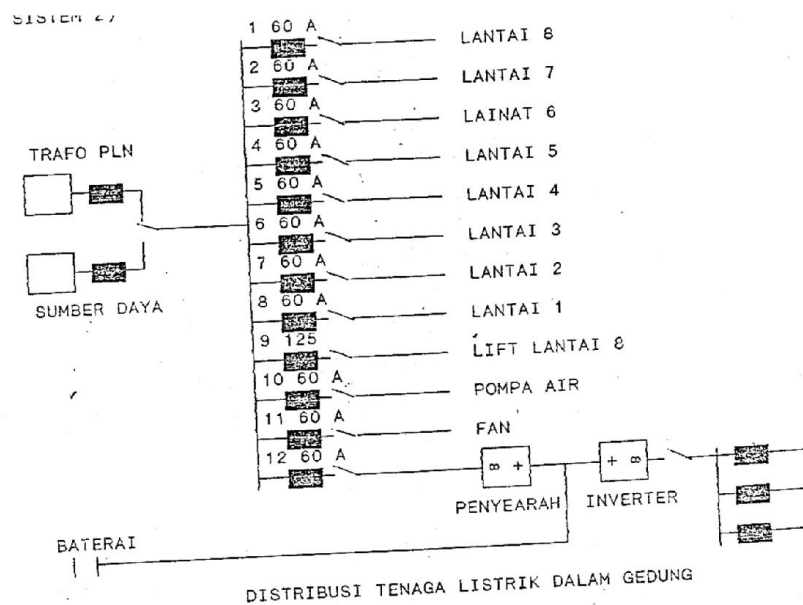 SISTEM 2)
1 60 A LANTAI 8
2 60 A LANTAI 7
3 60 A LAINAT 6
4 60 A LANTAI 5
5 60 A LANTAI 4
6 60 A LANTAI 3
7 60 A LANTAI 2
8 60 A LANTAI 1
9 125 LIFT LANTAI 8
10 60 A POMPA AIR
11 60 A FAN
12 60 A
TRAFO PLN
SUMBER DAYA
∞ +
+ ∞
PENYEARAH INVERTER
BATERAI
DISTRIBUSI TENAGA LISTRIK DALAM GEDUNG